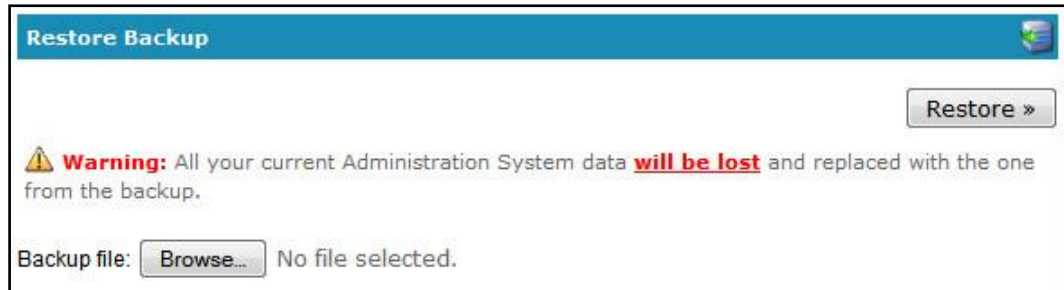 Restore Backup
Restore »
Warning: All your current Administration System data will be lost and replaced with the one
from the backup.
Backup file: Browse... No file selected.